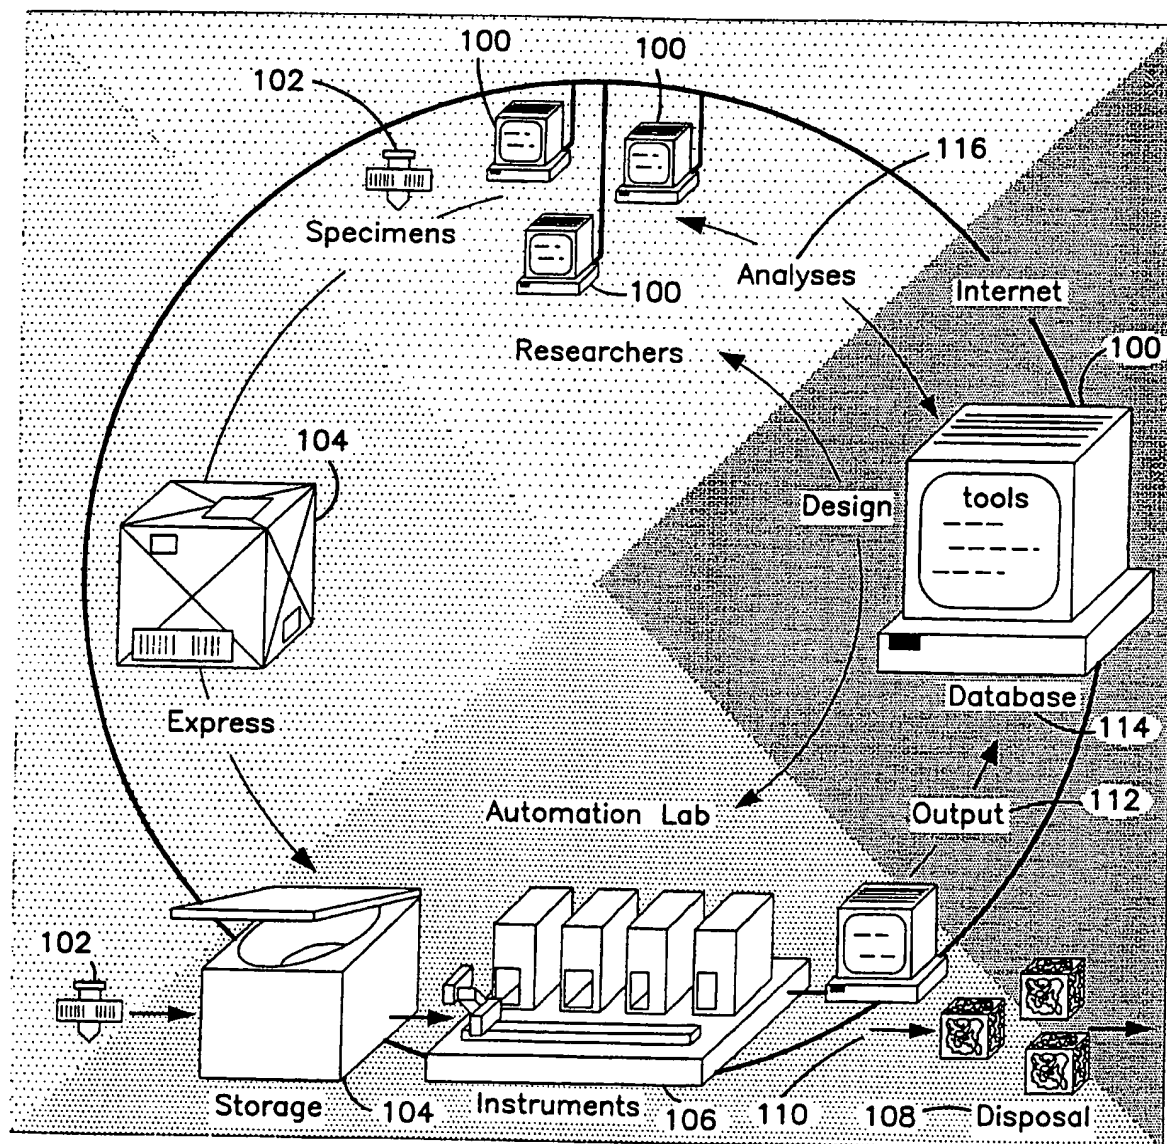 100
100
102
116
Specimens
Analyses
Internet
100
Researchers
100
104
Design
tools
Database
114
Express
Automation Lab
Output
112
102
Storage
104
Instruments
106
110
108
Disposal